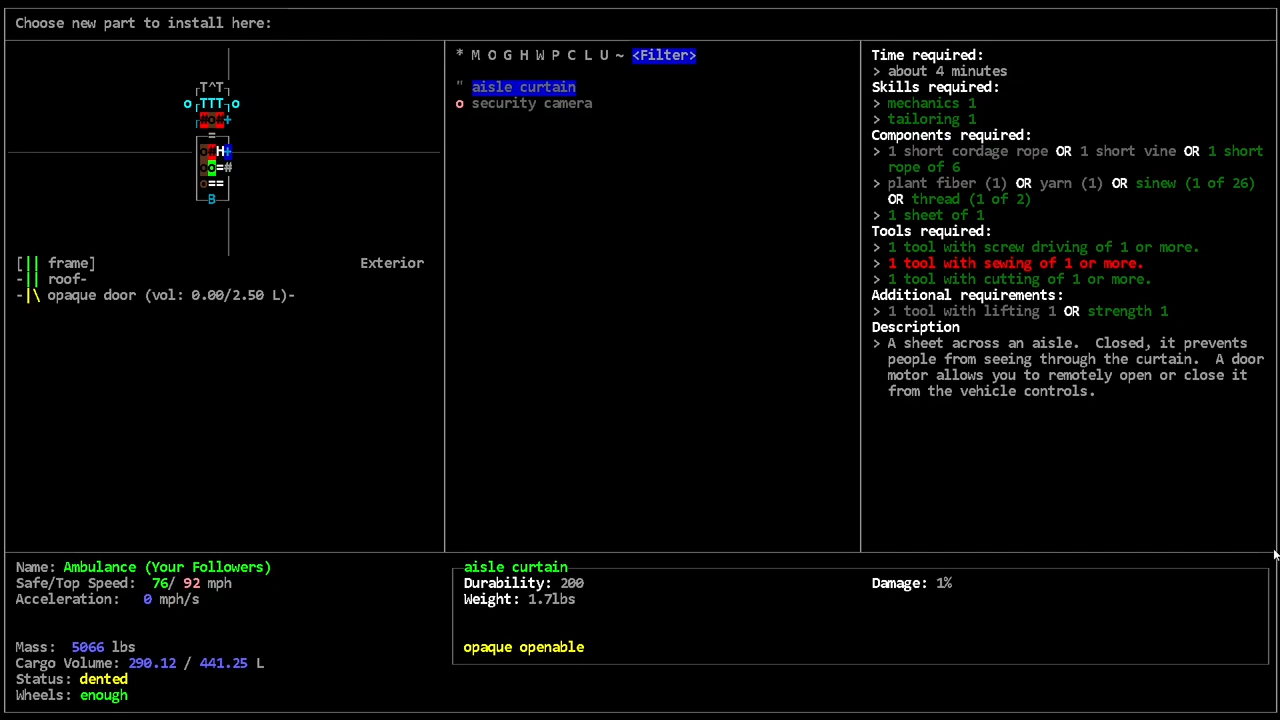 Choose new part to install here:
* M O G H W P C L U ~ <Filter>
" aisle curtain
o security camera
T^T
o TTT o
+
=
H+
o=#
o==
B
[|| frame] Exterior
-|| roof-
-|\ opaque door (vol: 0.00/2.50 L)-
Time required:
> about 4 minutes
Skills required:
> mechanics 1
> tailoring 1
Components required:
> 1 short cordage rope OR 1 short vine OR 1 short
rope of 6
> plant fiber (1) OR yarn (1) OR sinew (1 of 26)
OR thread (1 of 2)
> 1 sheet of 1
Tools required:
> 1 tool with screw driving of 1 or more.
> 1 tool with sewing of 1 or more.
> 1 tool with cutting of 1 or more.
Additional requirements:
> 1 tool with lifting 1 OR strength 1
Description
> A sheet across an aisle.  Closed, it prevents
people from seeing through the curtain.  A door
motor allows you to remotely open or close it
from the vehicle controls.
Name: Ambulance (Your Followers)
Safe/Top Speed: 76/ 92 mph
Acceleration: 0 mph/s
Mass: 5066 lbs
Cargo Volume: 290.12 / 441.25 L
Status: dented
Wheels: enough
aisle curtain
Durability: 200 Damage: 1%
Weight: 1.7lbs
opaque openable